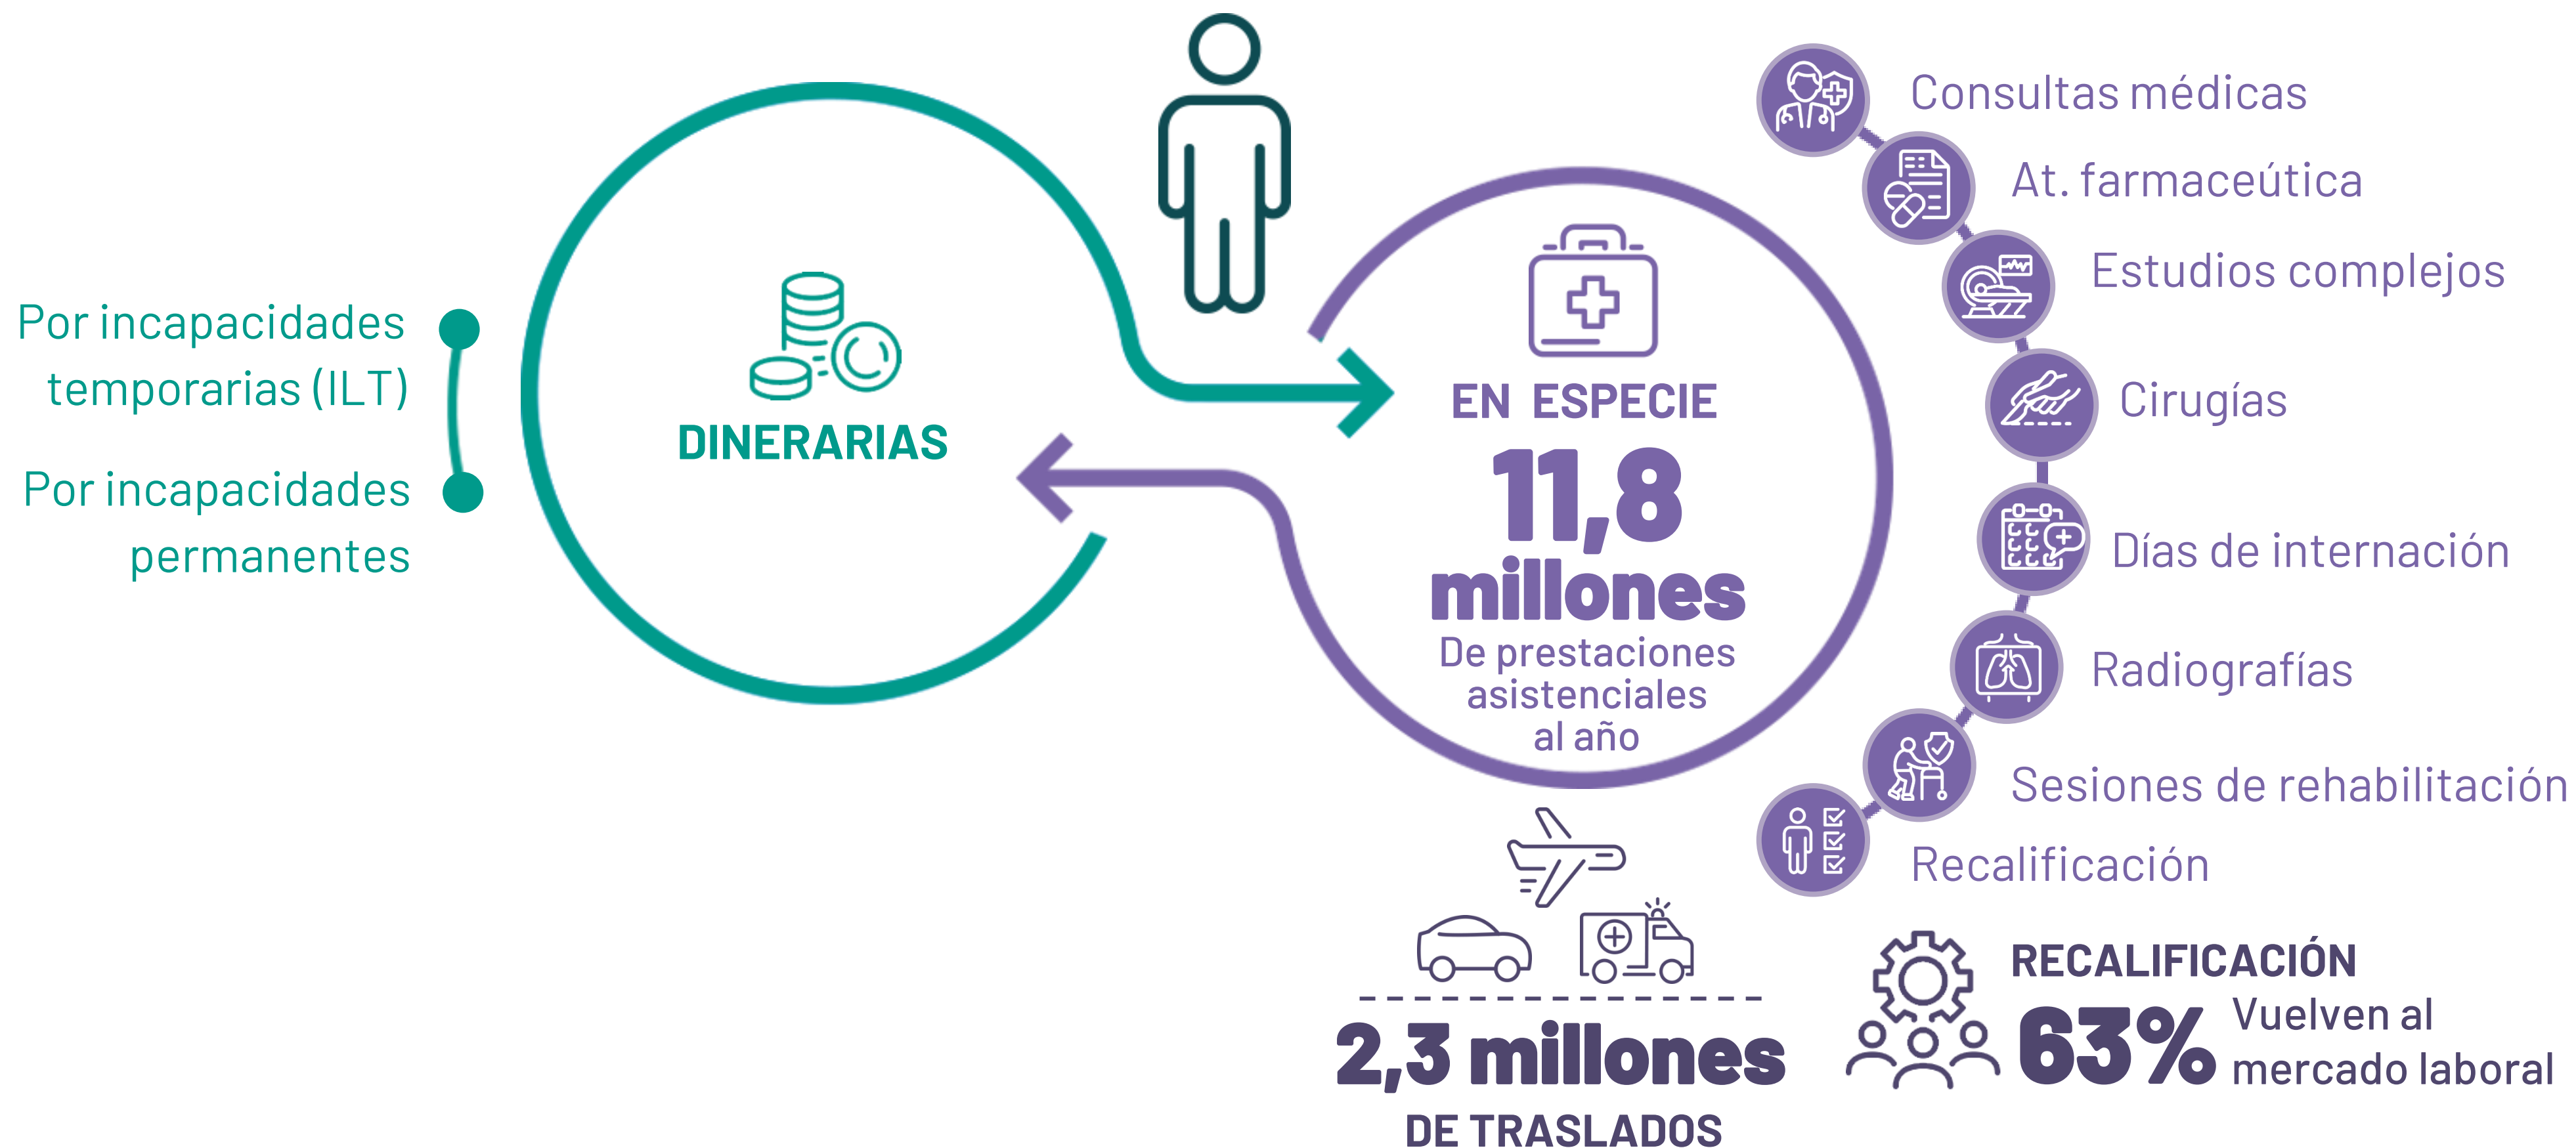 Por incapacidades
temporarias (ILT)
Por incapacidades
permanentes
DINERARIAS
EN ESPECIE
11,8
millones
De prestaciones
asistenciales
al año
Consultas médicas
At. farmaceútica
Estudios complejos
Cirugías
Días de internación
Radiografías
Sesiones de rehabilitación
Recalificación
2,3 millones
DE TRASLADOS
RECALIFICACIÓN
63% Vuelven al
mercado laboral